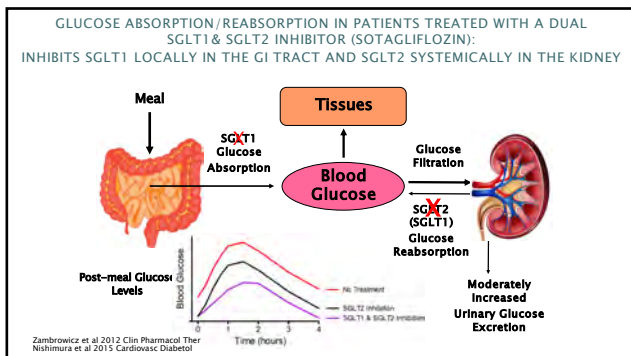 GLUCOSE ABSORPTION/REABSORPTION IN PATIENTS TREATED WITH A DUAL
SGLT1& SGLT2 INHIBITOR (SOTAGLIFLOZIN):
INHIBITS SGLT1 LOCALLY IN THE GI TRACT AND SGLT2 SYSTEMICALLY IN THE KIDNEY
Meal
Tissues
SGLT1
Glucose
Absorption
Blood
Glucose
Glucose
Filtration
SGLT2
(SGLT1)
Glucose
Reabsorption
Moderately
Increased
Urinary Glucose
Excretion
Post-meal Glucose
Levels
Blood Glucose
No Treatment
SGLT2 Inhibition
SGLT1 & SGLT2 Inhibition
0 1 2 3 4
Time (hours)
Zambrowicz et al 2012 Clin Pharmacol Ther
Nishimura et al 2015 Cardiovasc Diabetol